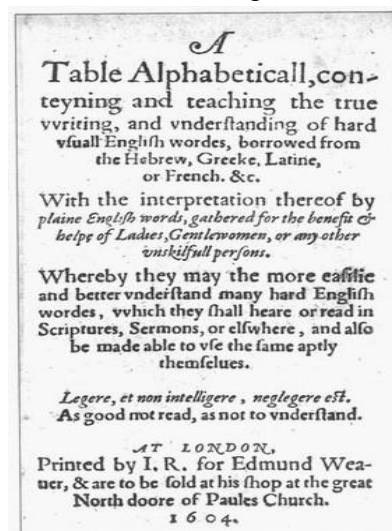 A
Table Alphabeticall, con-
teyning and teaching the true
vvriting, and vnderſtanding of hard
vſuall Engliſh wordes, borrowed from
the Hebrew, Greeke, Latine,
or French. &c.
With the interpretation thereof by
plaine Engliſh words, gathered for the benefit &
helpe of Ladies, Gentlewomen, or any other
vnskilfull perſons.
Whereby they may the more eaſilie
and better vnderſtand many hard Engliſh
wordes, vvhich they ſhall heare or read in
Scriptures, Sermons, or elſwhere, and alſo
be made able to vſe the ſame aptly
themſelues.
Legere, et non intelligere, neglegere eſt.
As good not read, as not to vnderſtand.
AT LONDON,
Printed by I. R. for Edmund Wea-
uer, & are to be ſold at his ſhop at the great
North doore of Paules Church.
1604.